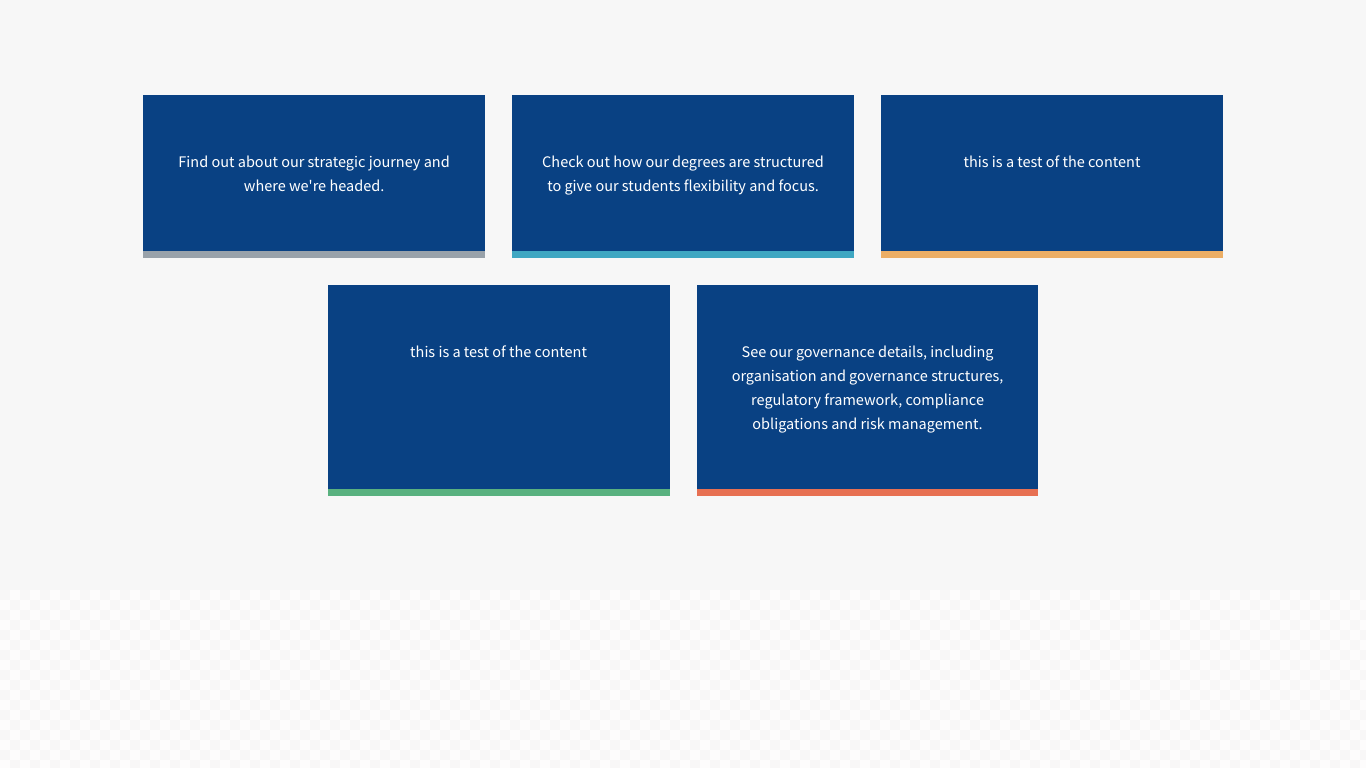 Find out about our strategic journey and
where we're headed.
Check out how our degrees are structured
to give our students flexibility and focus.
this is a test of the content
this is a test of the content
See our governance details, including
organisation and governance structures,
regulatory framework, compliance
obligations and risk management.